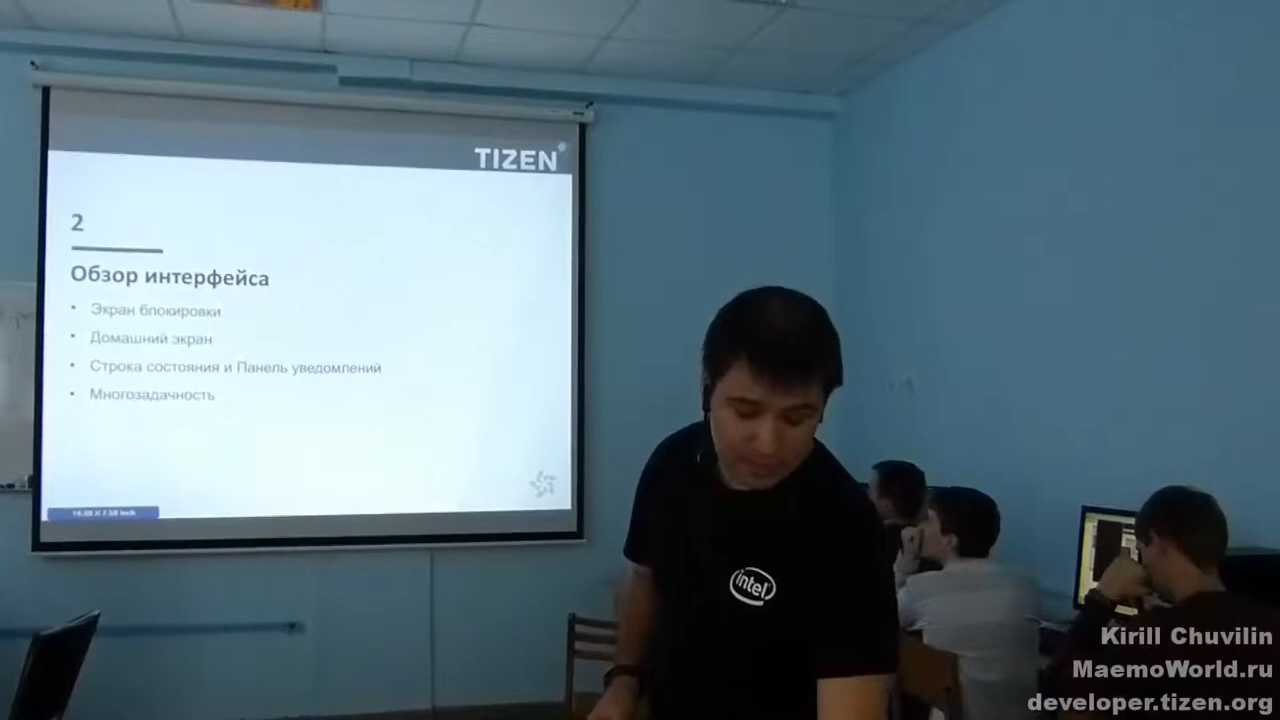 TIZEN
2
Обзор интерфейса
• Экран блокировки
• Домашний экран
• Строка состояния и Панель уведомлений
• Многозадачность
intel
Kirill Chuvilin
MaemoWorld.ru
developer.tizen.org